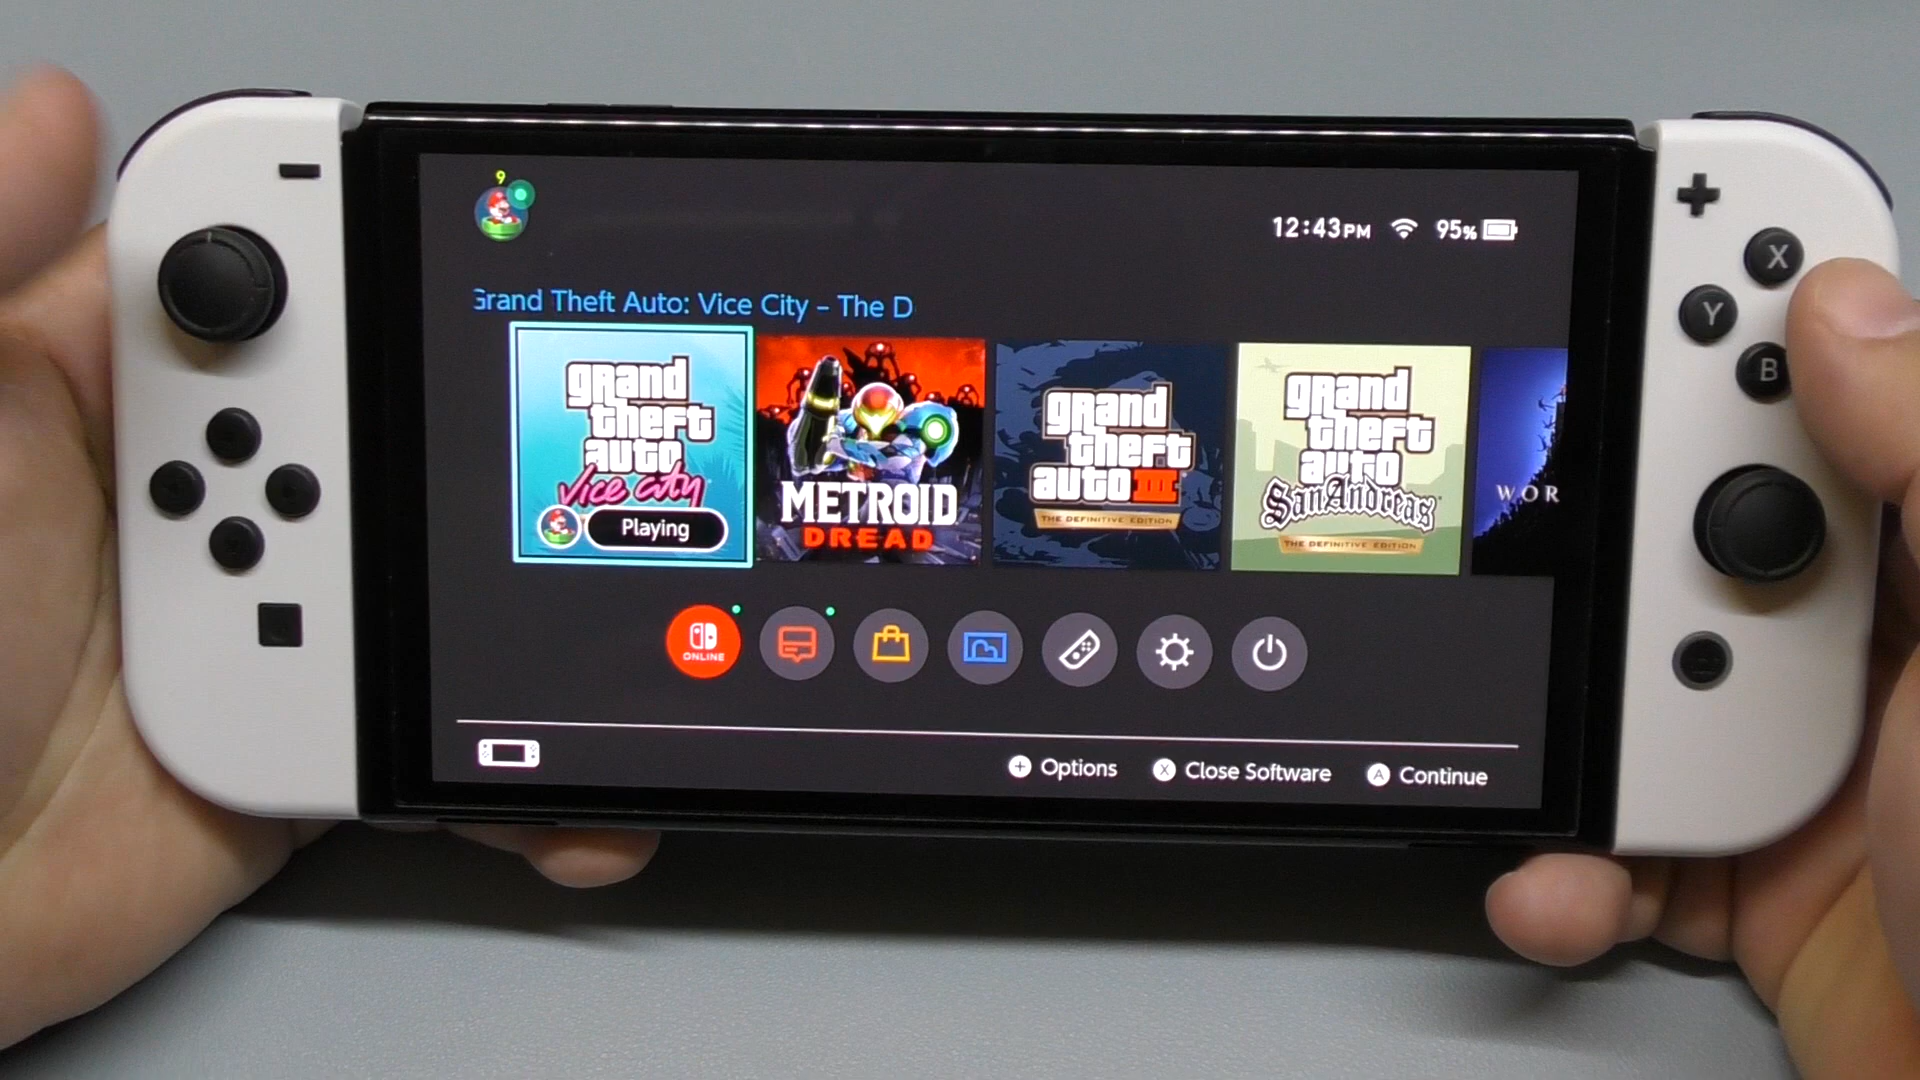 9
12:43PM 95%
Grand Theft Auto: Vice City – The D
grand
theft
auto
vice city
Playing
METROID
DREAD
grand
theft
auto III
THE DEFINITIVE EDITION
grand
theft
auto
San Andreas
THE DEFINITIVE EDITION
WOR
ONLINE
+ Options X Close Software A Continue
X
Y
B